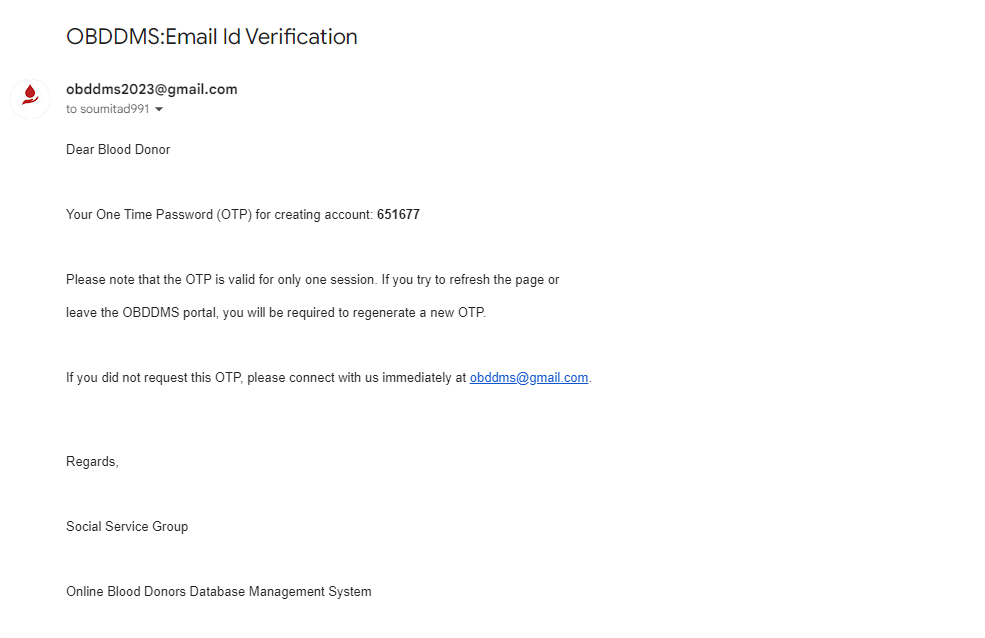 OBDDMS:Email Id Verification
obddms2023@gmail.com
to soumitad991
Dear Blood Donor
Your One Time Password (OTP) for creating account: 651677
Please note that the OTP is valid for only one session. If you try to refresh the page or
leave the OBDDMS portal, you will be required to regenerate a new OTP.
If you did not request this OTP, please connect with us immediately at obddms@gmail.com.
Regards,
Social Service Group
Online Blood Donors Database Management System